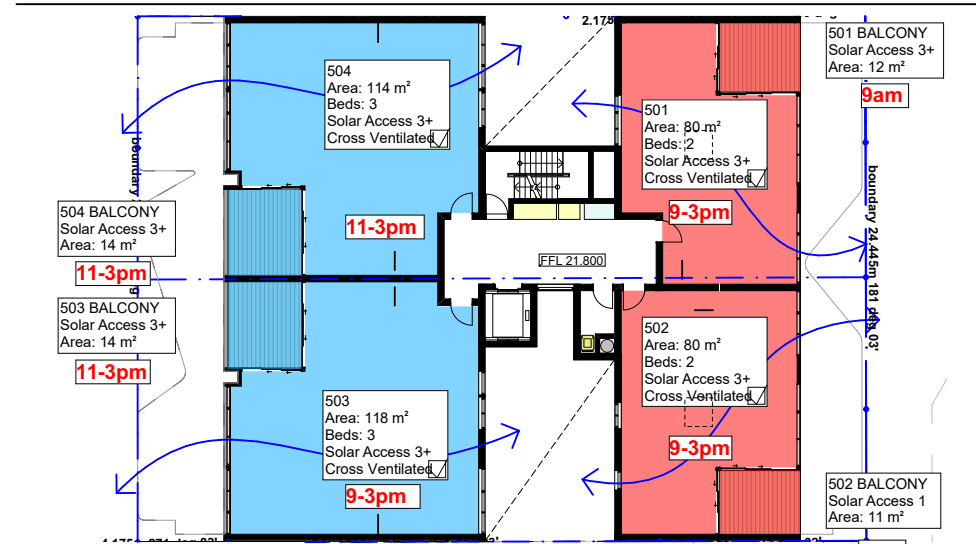 2.175
501 BALCONY
Solar Access 3+
Area: 12 m²
9am
504
Area: 114 m²
Beds: 3
Solar Access 3+
Cross Ventilated
501
Area: 80 m²
Beds: 2
Solar Access 3+
Cross Ventilated
9-3pm
11-3pm
504 BALCONY
Solar Access 3+
Area: 14 m²
11-3pm
FFL 21.800
boundary 24.445m 181 deg 03'
503 BALCONY
Solar Access 3+
Area: 14 m²
11-3pm
502
Area: 80 m²
Beds: 2
Solar Access 3+
Cross Ventilated
9-3pm
503
Area: 118 m²
Beds: 3
Solar Access 3+
Cross Ventilated
9-3pm
502 BALCONY
Solar Access 1
Area: 11 m²
boundary